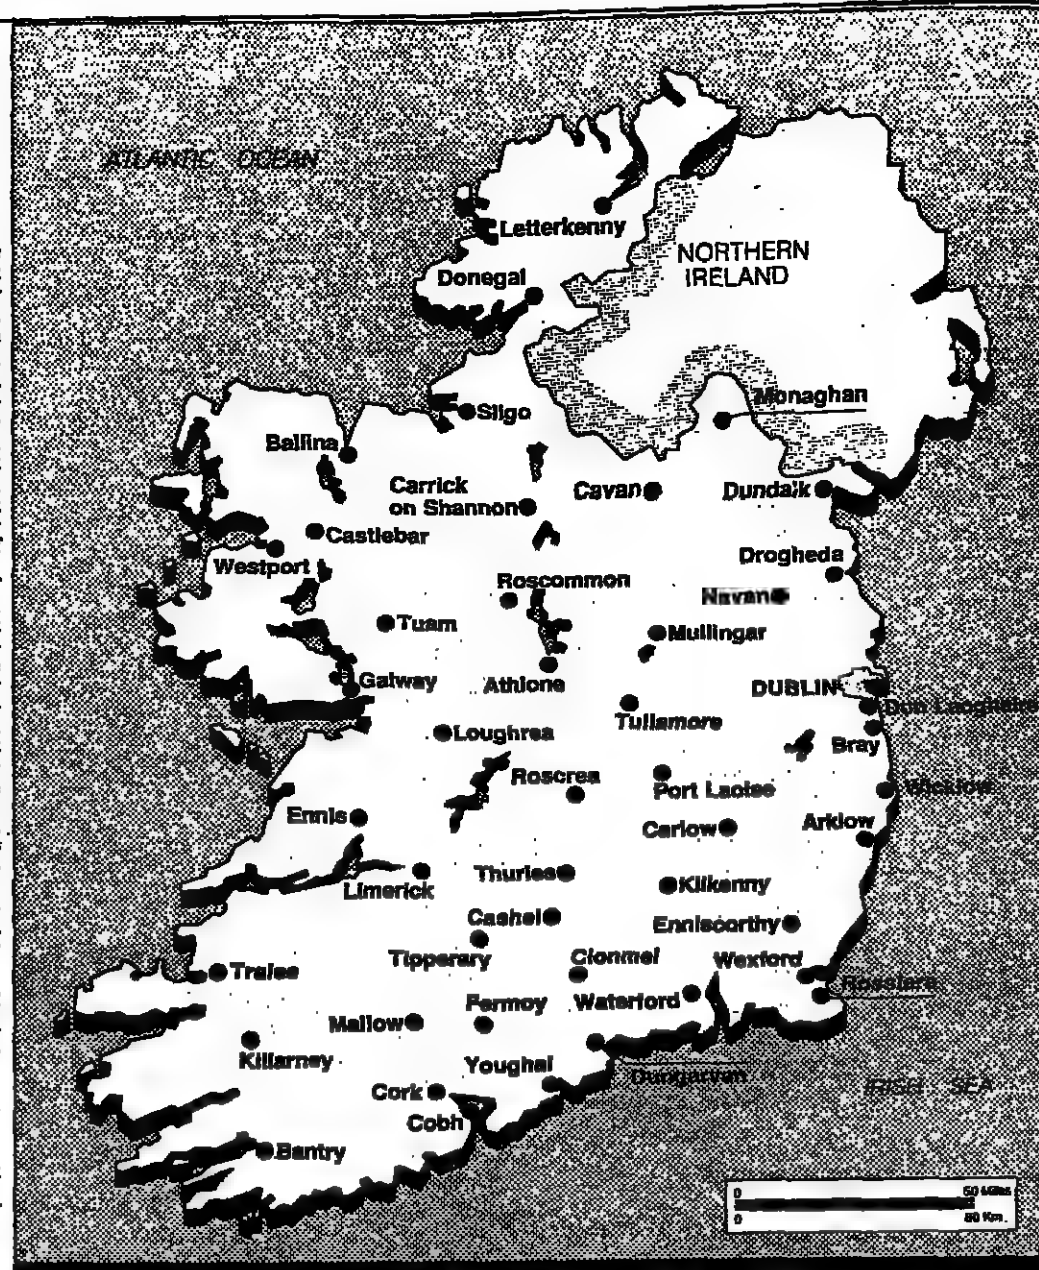 ATLANTIC OCEAN
Letterkenny
NORTHERN
IRELAND
Donegal
Monaghan
Sligo
Ballina
Carrick
on Shannon
Cavan
Dundalk
Castlebar
Westport
Drogheda
Roscommon
Navan
Tuam
Mullingar
Galway
Athlone
DUBLIN
Dun Laoghaire
Tullamore
Loughrea
Bray
Roscrea
Port Laoise
Wicklow
Ennis
Carlow
Arklow
Limerick
Thurles
Kilkenny
Cashel
Enniscorthy
Tipperary
Clonmel
Wexford
Tralee
Rosslare
Fermoy
Waterford
Mallow
Killarney
Youghal
Dungarvan
Cork
IRISH SEA
Cobh
Bantry
0 50 Miles
0 80 Km.